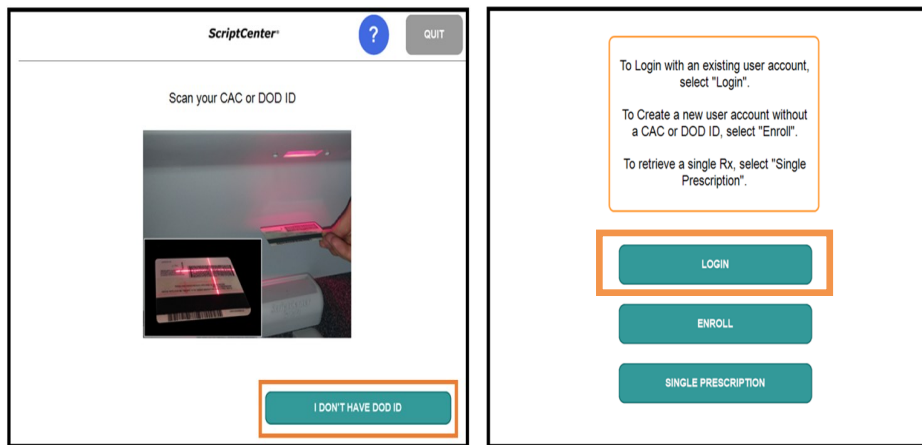 ScriptCenter®
?
QUIT
Scan your CAC or DOD ID
I DON'T HAVE DOD ID
To Login with an existing user account,
select "Login".
To Create a new user account without
a CAC or DOD ID, select "Enroll".
To retrieve a single Rx, select "Single
Prescription".
LOGIN
ENROLL
SINGLE PRESCRIPTION